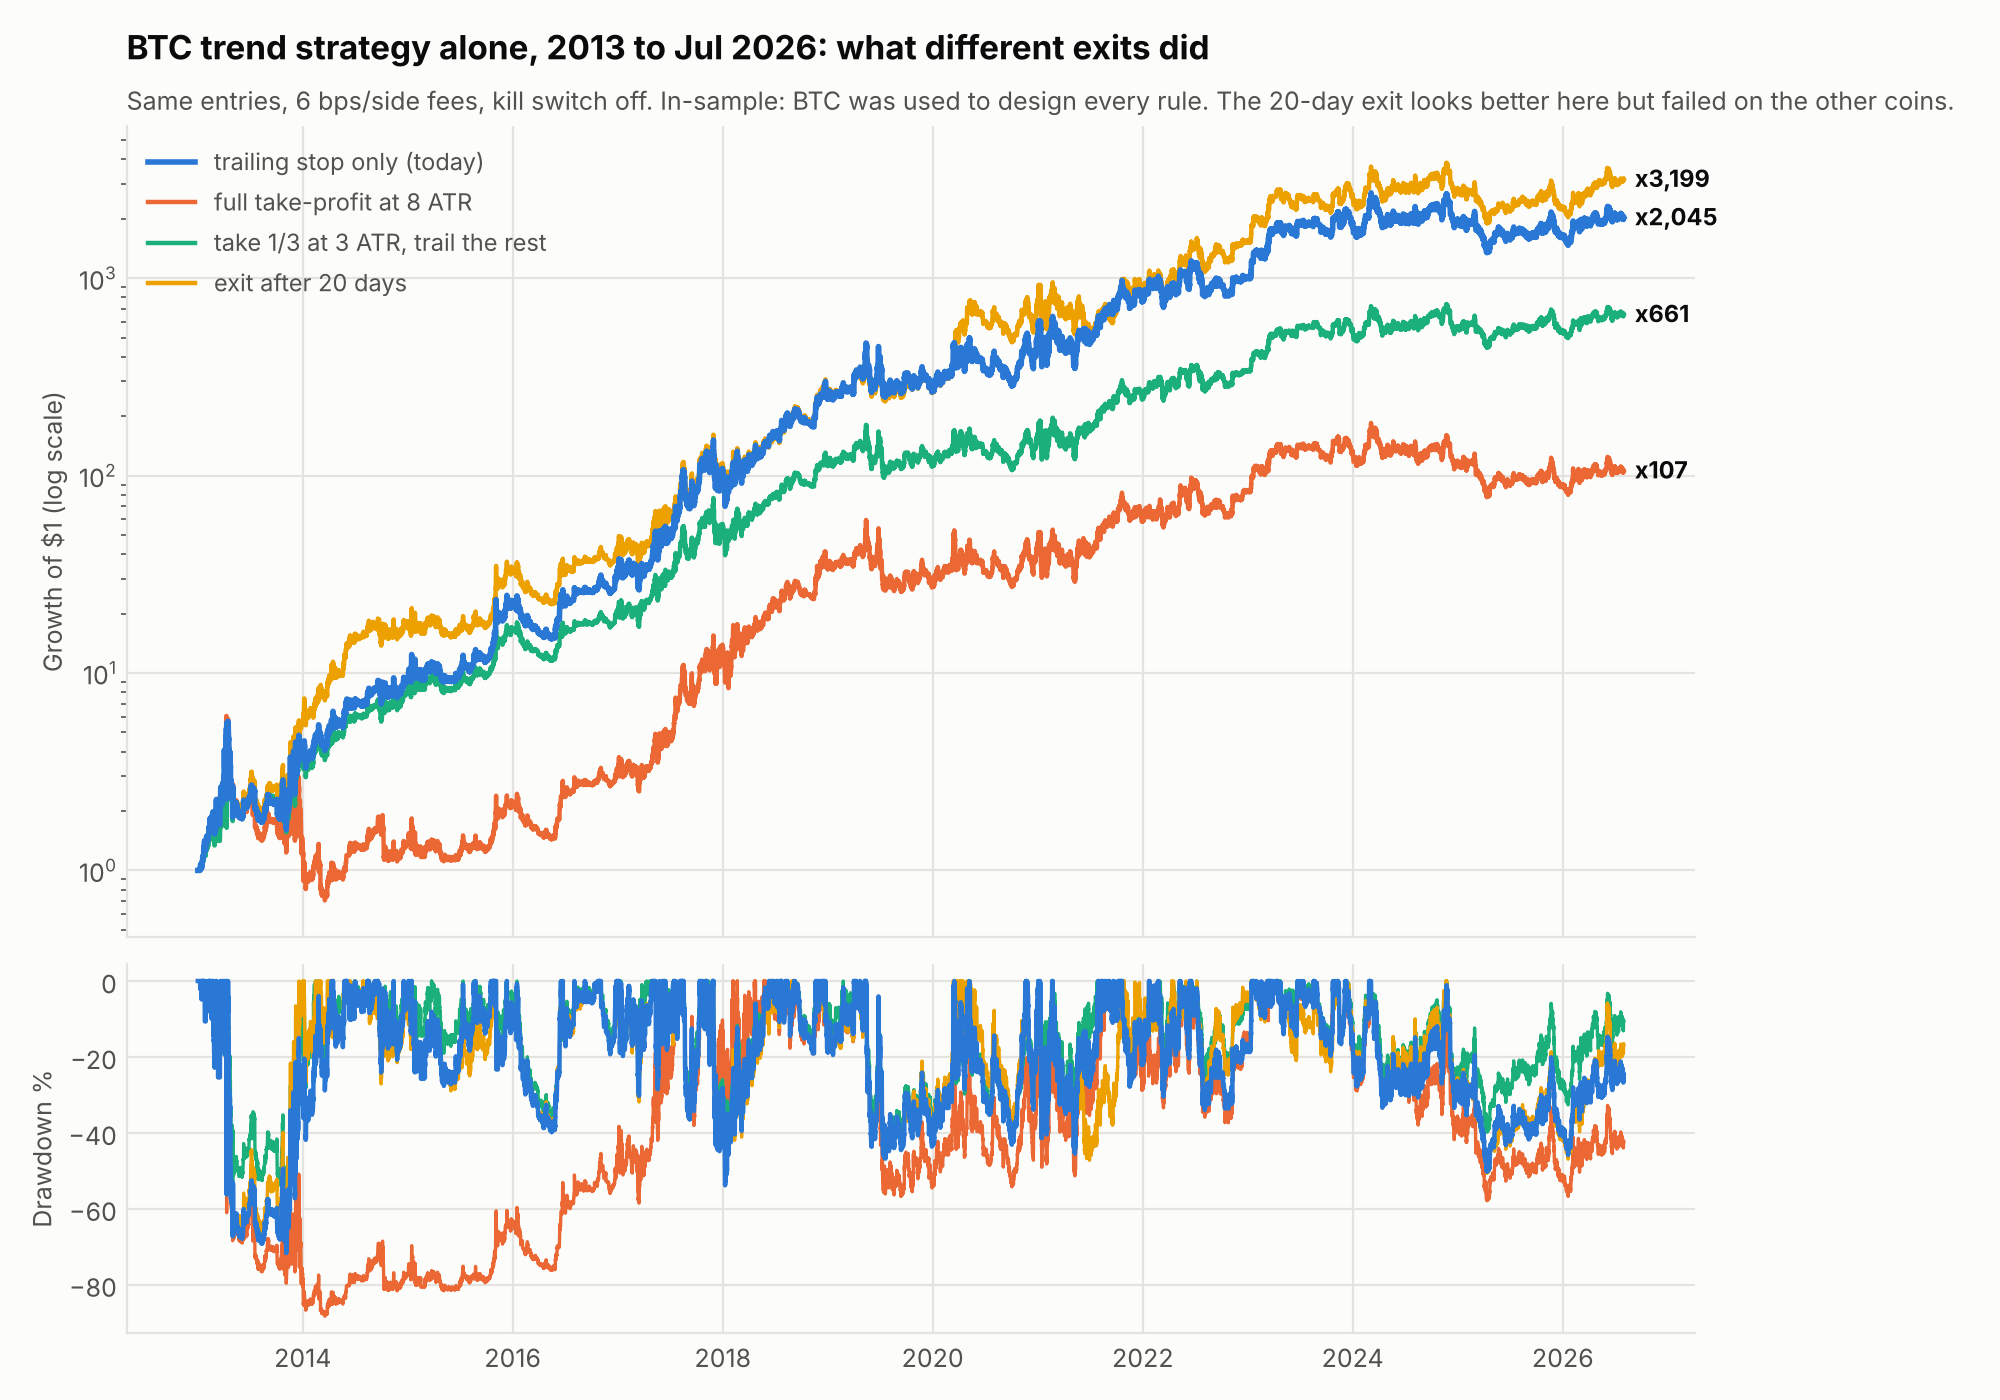 BTC trend strategy alone, 2013 to Jul 2026: what different exits did
Same entries, 6 bps/side fees, kill switch off. In-sample: BTC was used to design every rule. The 20-day exit looks better here but failed on the other coins.
trailing stop only (today)
full take-profit at 8 ATR
take 1/3 at 3 ATR, trail the rest
exit after 20 days
Growth of $1 (log scale)
10³
10²
10¹
10⁰
x3,199
x2,045
x661
x107
Drawdown %
0
−20
−40
−60
−80
2014
2016
2018
2020
2022
2024
2026